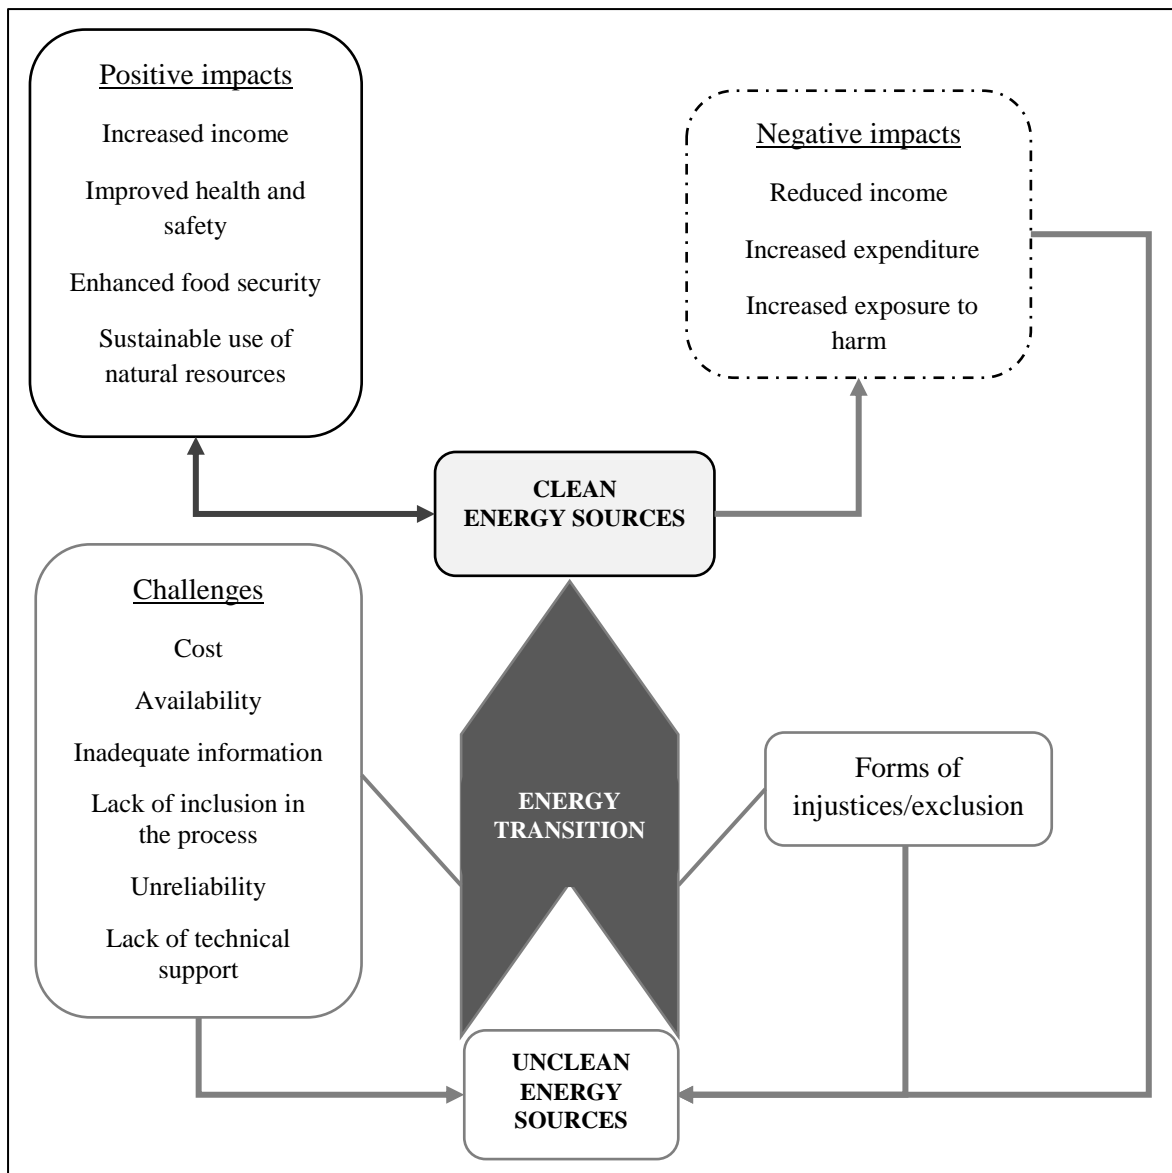 Positive impacts
Increased income
Improved health and
safety
Enhanced food security
Sustainable use of
natural resources
Negative impacts
Reduced income
Increased expenditure
Increased exposure to
harm
CLEAN
ENERGY SOURCES
Challenges
Cost
Availability
Inadequate information
Lack of inclusion in
the process
Unreliability
Lack of technical
support
ENERGY
TRANSITION
Forms of
injustices/exclusion
UNCLEAN
ENERGY
SOURCES